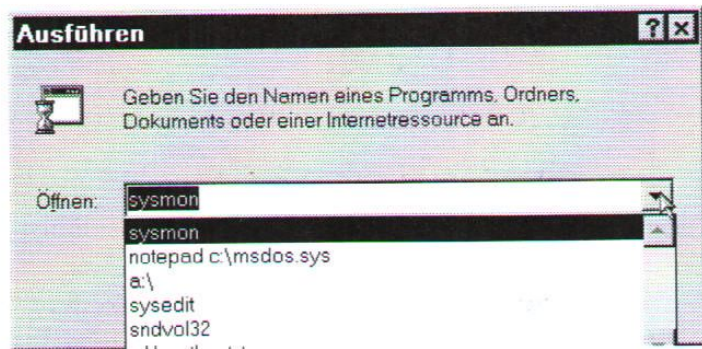 Ausführen
Geben Sie den Namen eines Programms, Ordners,
Dokuments oder einer Internetressource an.
Öffnen: sysmon
sysmon
notepad c:\msdos.sys
a:\
sysedit
sndvol32